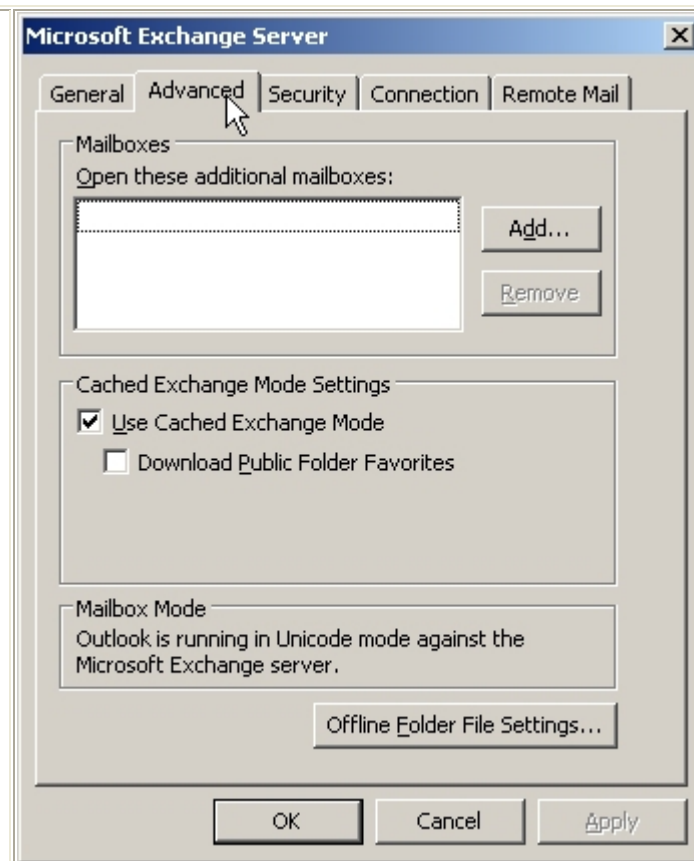 Microsoft Exchange Server
General Advanced Security Connection Remote Mail
Mailboxes
Open these additional mailboxes:
Add...
Remove
Cached Exchange Mode Settings
Use Cached Exchange Mode
Download Public Folder Favorites
Mailbox Mode
Outlook is running in Unicode mode against the
Microsoft Exchange server.
Offline Folder File Settings...
OK Cancel Apply